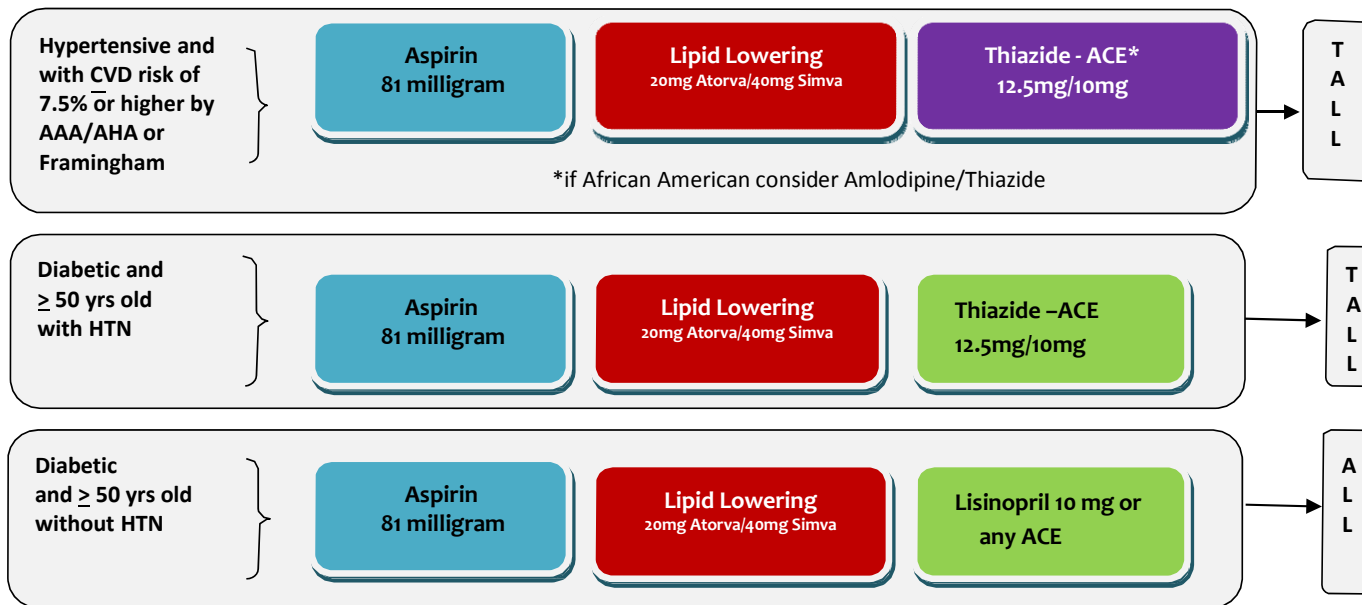 Hypertensive and
with CVD risk of
7.5% or higher by
AAA/AHA or
Framingham
Aspirin
81 milligram
Lipid Lowering
20mg Atorva/40mg Simva
Thiazide - ACE*
12.5mg/10mg
*if African American consider Amlodipine/Thiazide
T
A
L
L
Diabetic and
≥ 50 yrs old
with HTN
Aspirin
81 milligram
Lipid Lowering
20mg Atorva/40mg Simva
Thiazide –ACE
12.5mg/10mg
T
A
L
L
Diabetic
and ≥ 50 yrs old
without HTN
Aspirin
81 milligram
Lipid Lowering
20mg Atorva/40mg Simva
Lisinopril 10 mg or
any ACE
A
L
L